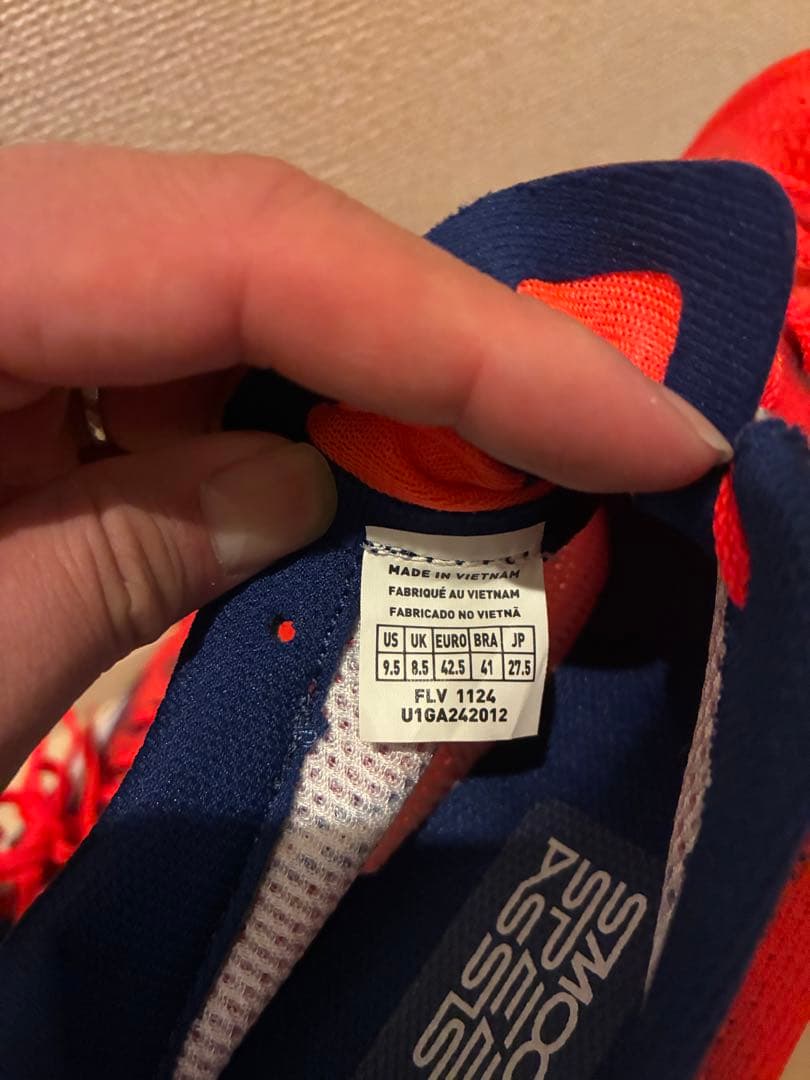 MADE IN VIETNAM
FABRIQUÉ AU VIETNAM
FABRICADO NO VIETNÃ
US UK EURO BRA JP
9.5 8.5 42.5 41 27.5
FLV 1124
U1GA242012